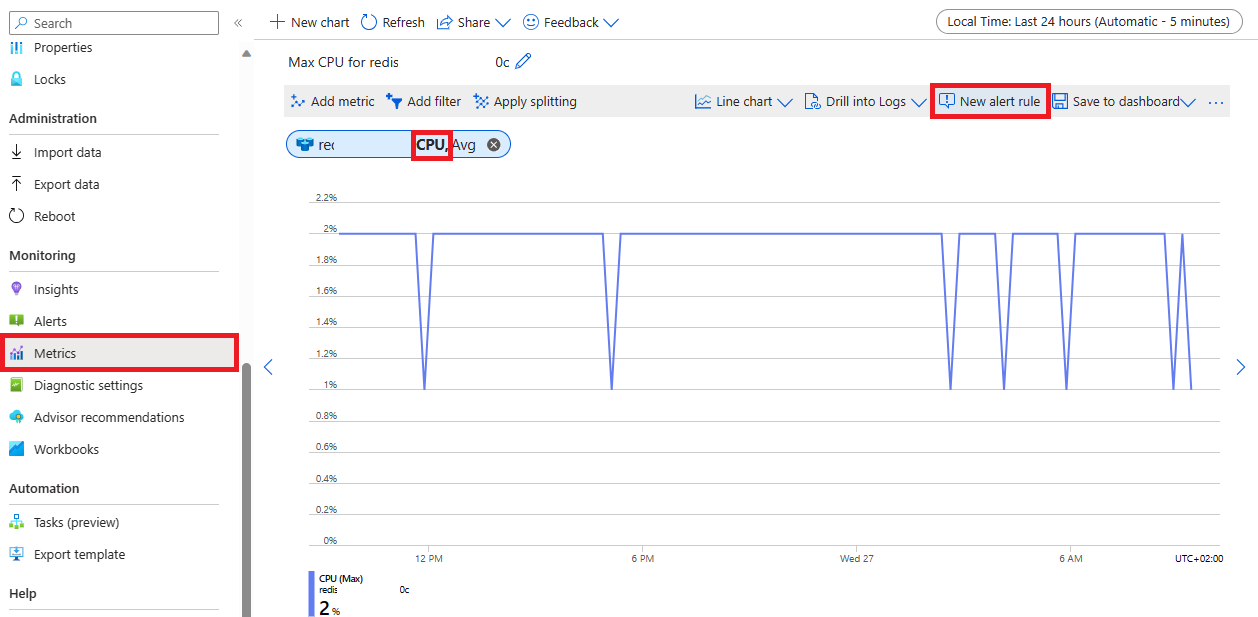 Search
«
Properties
Locks
Administration
Import data
Export data
Reboot
Monitoring
Insights
Alerts
Metrics
Diagnostic settings
Advisor recommendations
Workbooks
Automation
Tasks (preview)
Export template
Help
New chart Refresh Share Feedback
Local Time: Last 24 hours (Automatic - 5 minutes)
Max CPU for redis 0c
Add metric Add filter Apply splitting Line chart Drill into Logs New alert rule Save to dashboard ...
CPU, Avg
2.2%
2%
1.8%
1.6%
1.4%
1.2%
1%
0.8%
0.6%
0.4%
0.2%
0%
12 PM 6 PM Wed 27 6 AM UTC+02:00
CPU (Max)
redis 0c
2 %